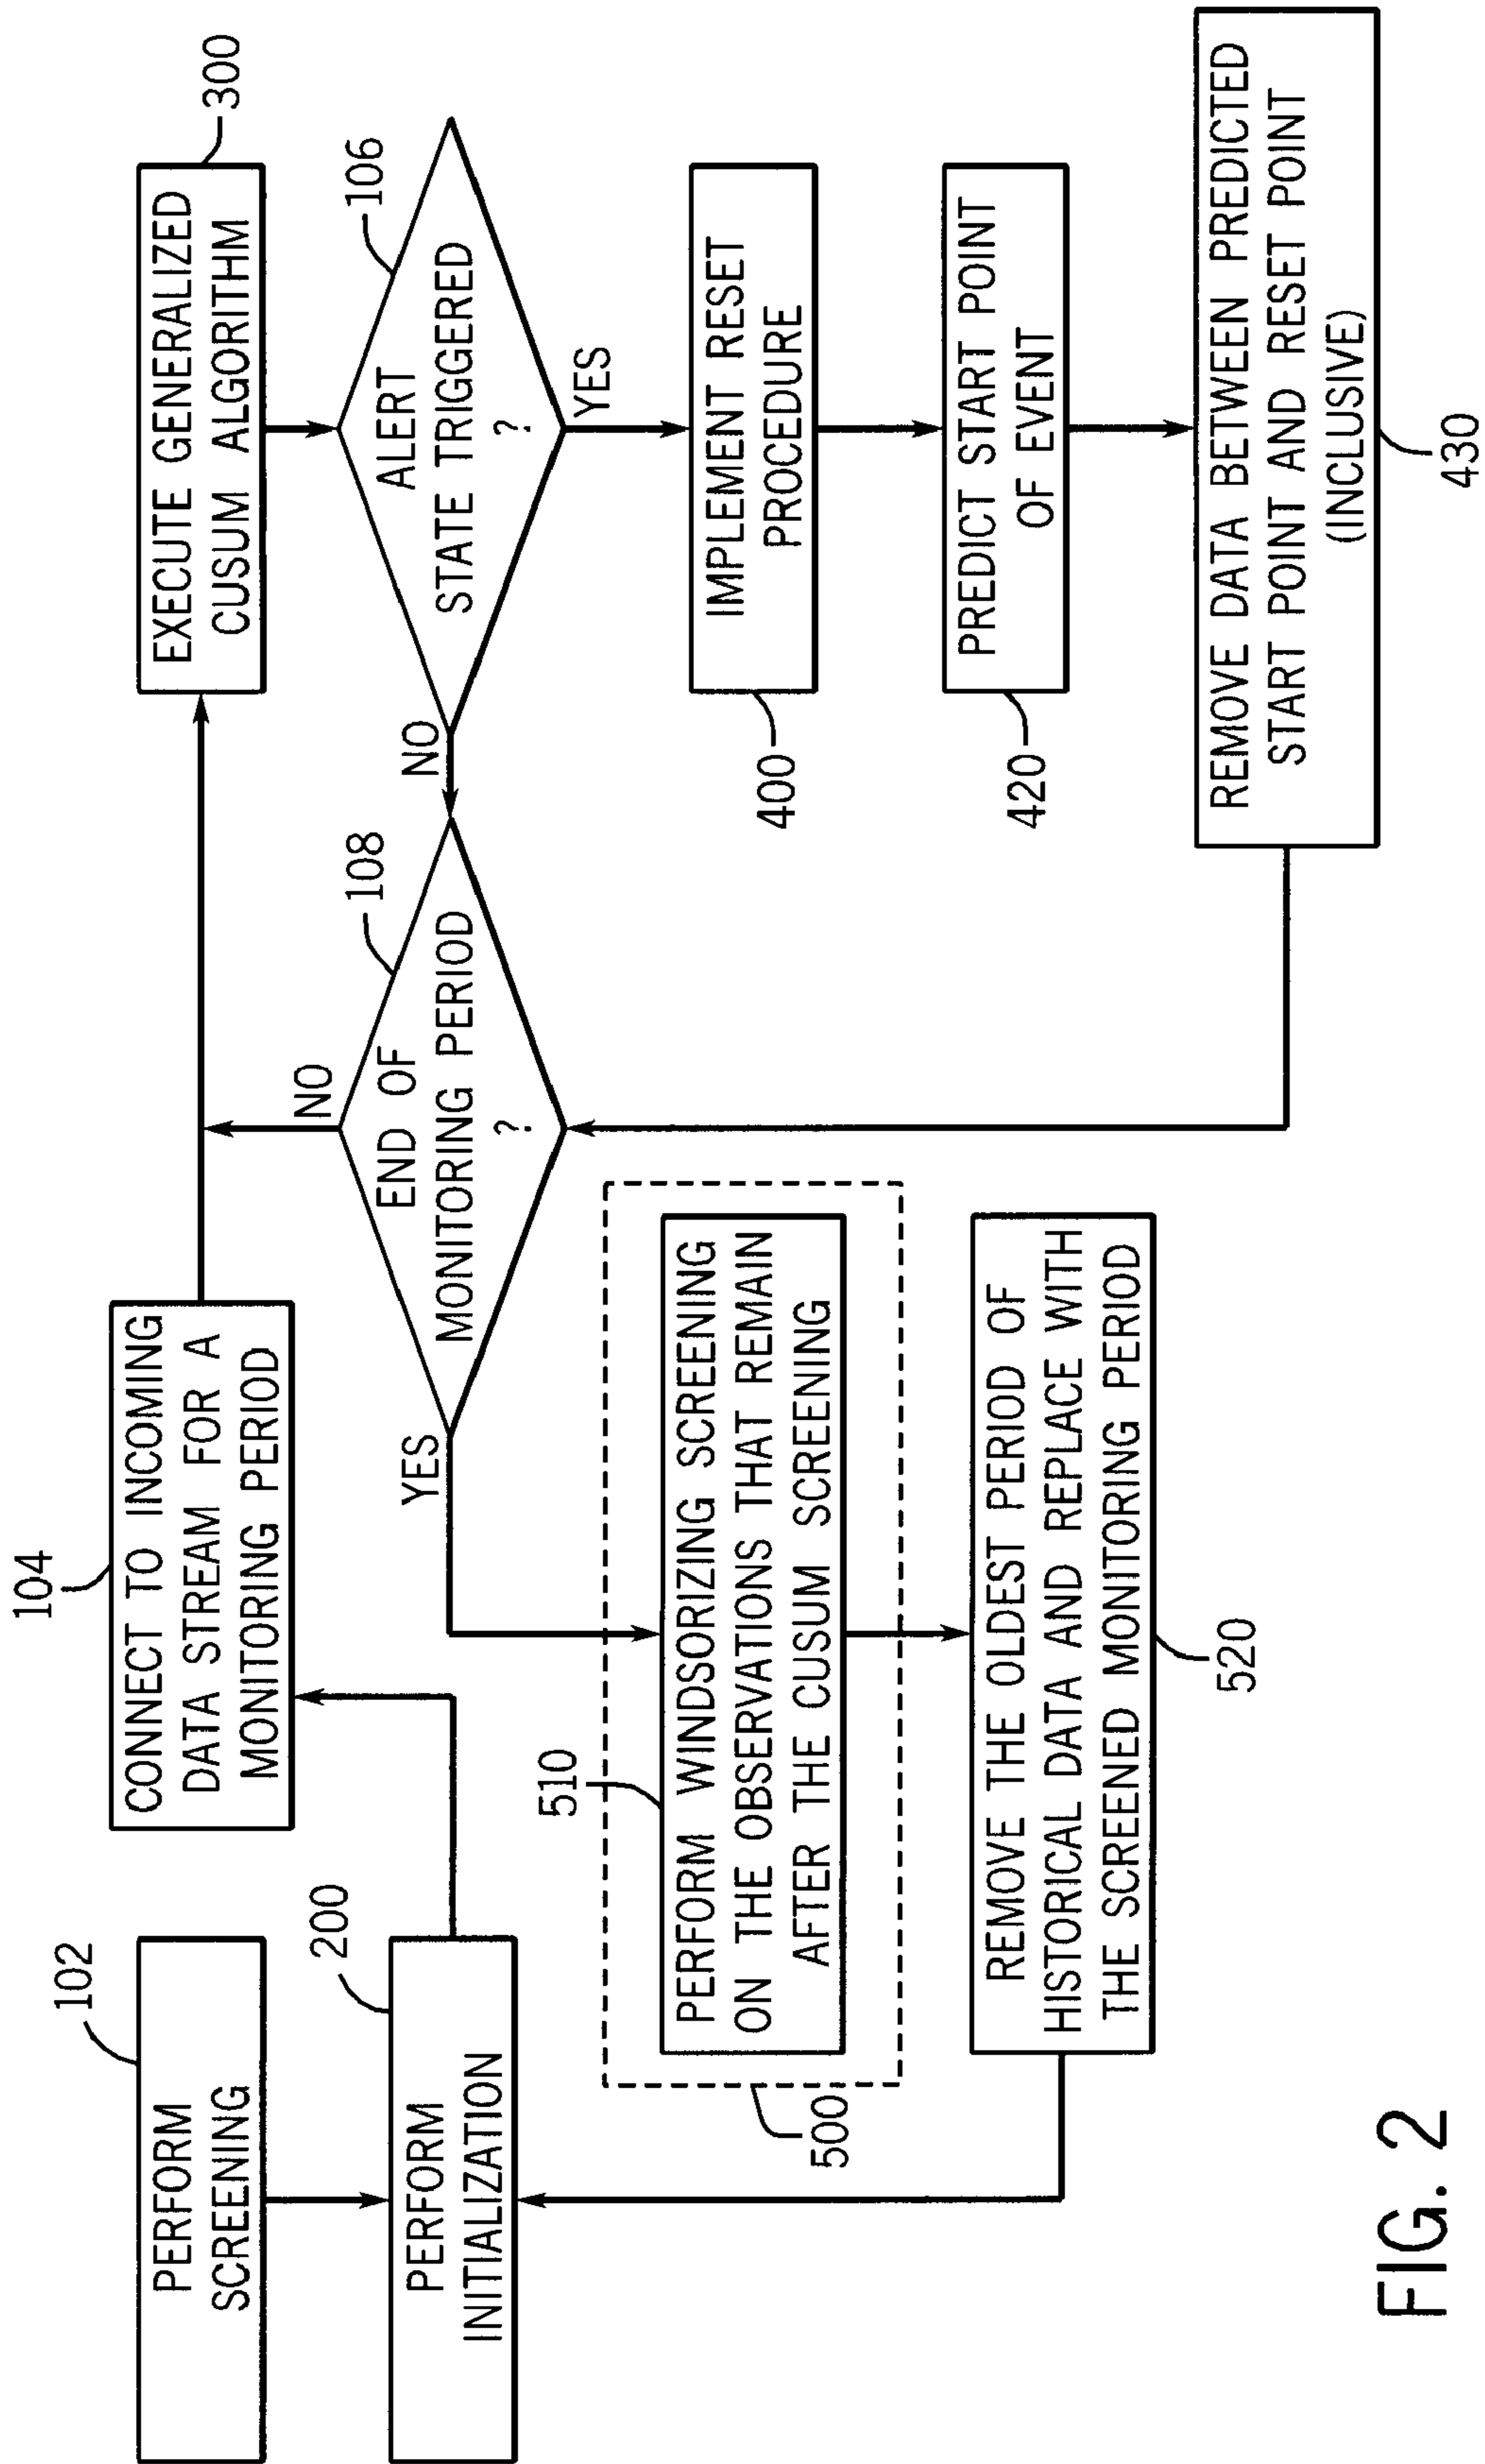 102
PERFORM
SCREENING
200
PERFORM
INITIALIZATION
104
CONNECT TO INCOMING
DATA STREAM FOR A
MONITORING PERIOD
300
EXECUTE GENERALIZED
CUSUM ALGORITHM
106
ALERT
STATE TRIGGERED
?
NO
YES
108
END OF
MONITORING PERIOD
?
NO
YES
400
IMPLEMENT RESET
PROCEDURE
420
PREDICT START POINT
OF EVENT
REMOVE DATA BETWEEN PREDICTED
START POINT AND RESET POINT
(INCLUSIVE)
430
510
PERFORM WINDSORIZING SCREENING
ON THE OBSERVATIONS THAT REMAIN
AFTER THE CUSUM SCREENING
500
REMOVE THE OLDEST PERIOD OF
HISTORICAL DATA AND REPLACE WITH
THE SCREENED MONITORING PERIOD
520
FIG. 2